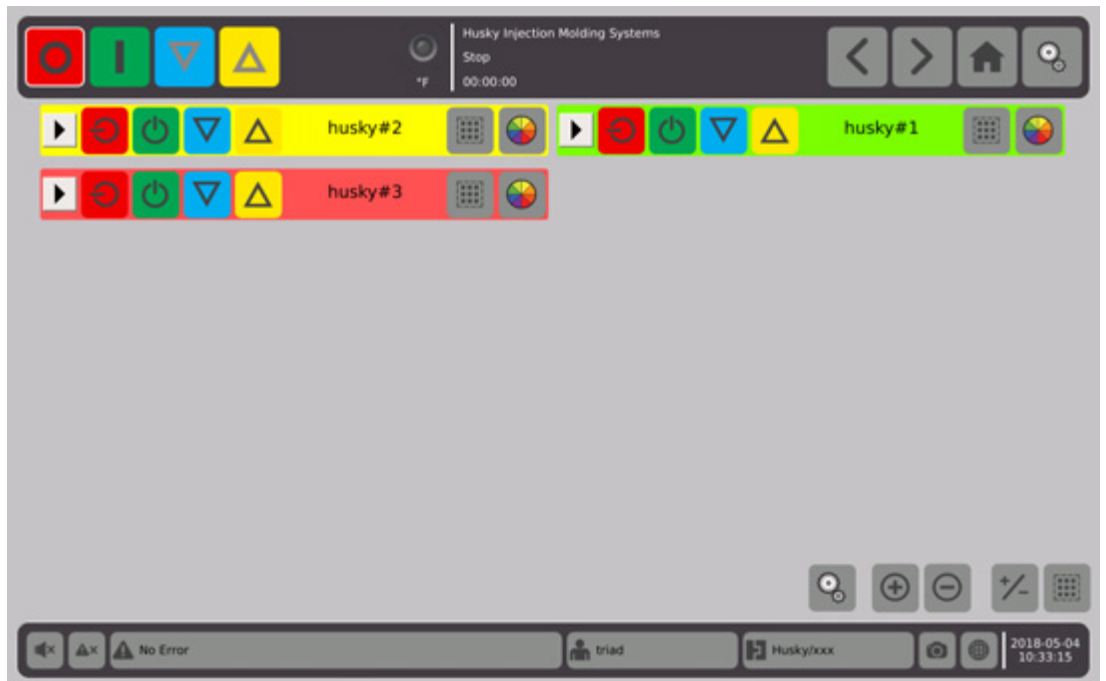 Husky Injection Molding Systems
Stop
°F
00:00:00
husky#2
husky#1
husky#3
No Error
triad
Husky/xxx
2018-05-04
10:33:15